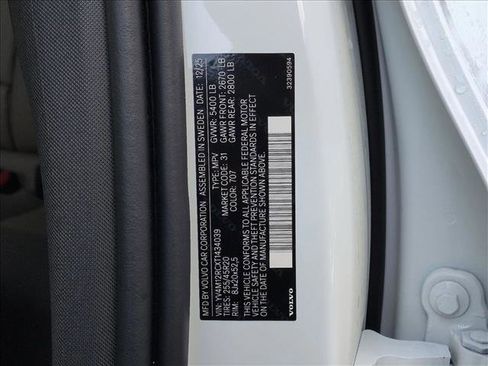 MFD BY VOLVO CAR CORPORATION. ASSEMBLED IN SWEDEN DATE: 12/25
VIN: YV4M12RCXT1434039 TYPE: MPV GVWR: 5400 LB
TIRES: 255/45R20 MARKET CODE: 31 GAWR FRONT: 2670 LB
RIM: 8Jx20x52,5 COLOR: 707 GAWR REAR: 2800 LB
THIS VEHICLE CONFORMS TO ALL APPLICABLE FEDERAL MOTOR
VEHICLE SAFETY AND THEFT PREVENTION STANDARDS IN EFFECT
ON THE DATE OF MANUFACTURE SHOWN ABOVE.
VOLVO
32390594